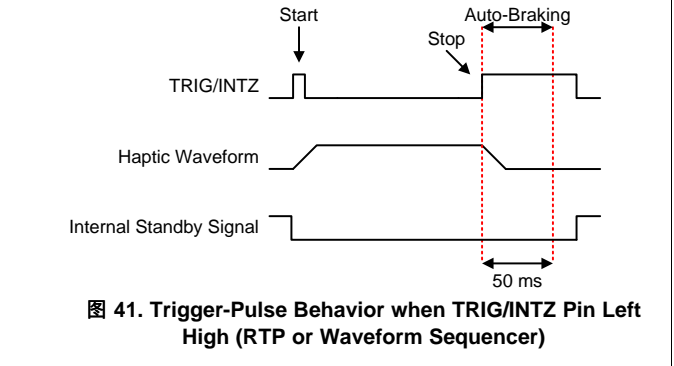 Start
Auto-Braking
Stop
TRIG/INTZ
Haptic Waveform
Internal Standby Signal
50 ms
图 41. Trigger-Pulse Behavior when TRIG/INTZ Pin Left
High (RTP or Waveform Sequencer)